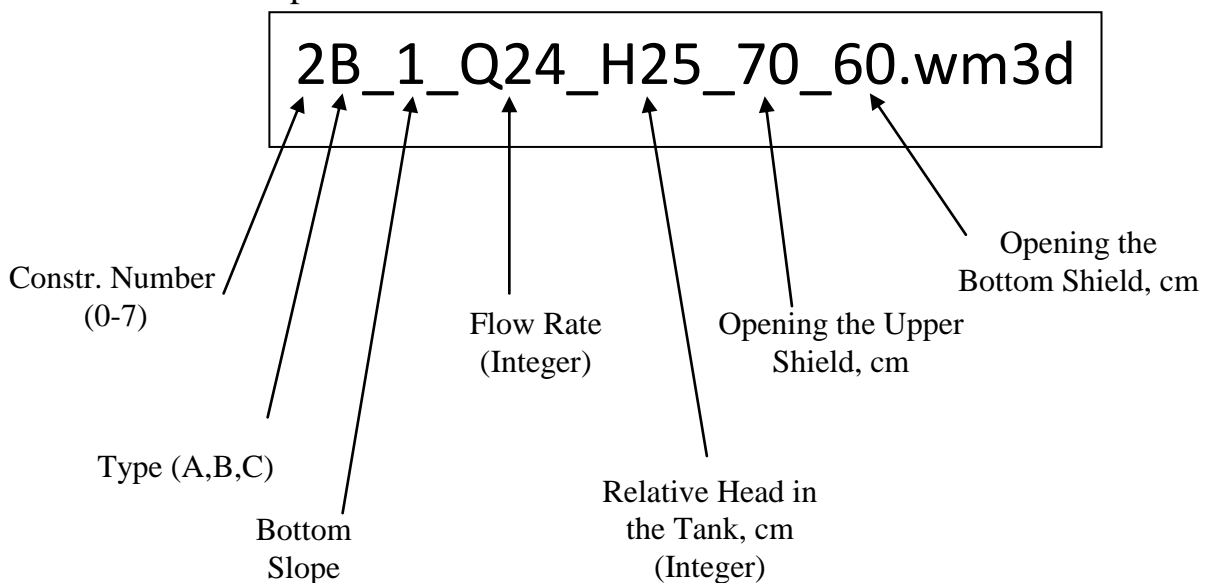 2B_1_Q24_H25_70_60.wm3d
Opening the
Bottom Shield, cm
Constr. Number
(0-7)
Flow Rate
(Integer)
Opening the Upper
Shield, cm
Type (A,B,C)
Relative Head in
the Tank, cm
(Integer)
Bottom
Slope